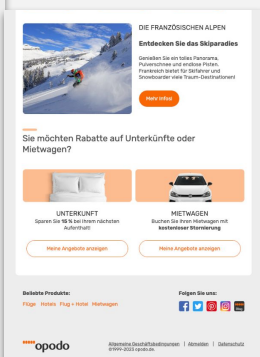 DIE FRANZÖSISCHEN ALPEN
Entdecken Sie das Skiparadies
Genießen Sie ein tolles Panorama,
Pulverschnee und endlose Pisten.
Frankreich bietet für Skifahrer und
Snowboarder viele Traum-Destinationen!
Mehr Infos!
Sie möchten Rabatte auf Unterkünfte oder
Mietwagen?
UNTERKUNFT
Sparen Sie 15 % bei Ihrem nächsten
Aufenthalt!
Meine Angebote anzeigen
MIETWAGEN
Buchen Sie ihren Mietwagen mit
kostenloser Stornierung
Meine Angebote anzeigen
Beliebte Produkte:
Flüge Hotels Flug + Hotel Mietwagen
Folgen Sie uns:
opodo
Allgemeine Geschäftsbedingungen | Abmelden | Datenschutz
©1999-2023 opodo.de.